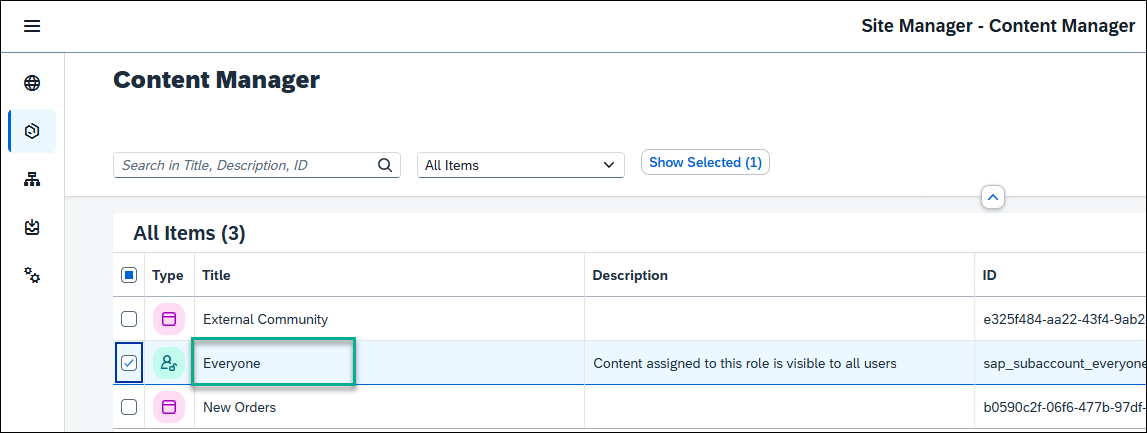 Site Manager - Content Manager
Content Manager
Search in Title, Description, ID
All Items
Show Selected (1)
All Items (3)
Type Title Description ID
External Community e325f484-aa22-43f4-9ab2
Everyone Content assigned to this role is visible to all users sap_subaccount_everyone
New Orders b0590c2f-06f6-477b-97df-